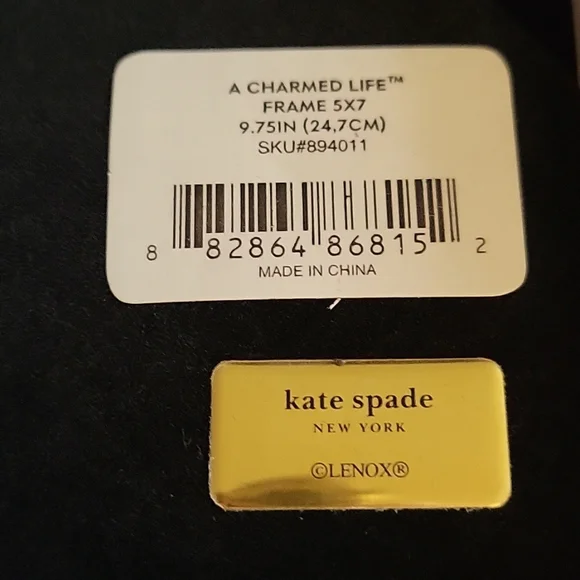 A CHARMED LIFE™
FRAME 5X7
9.75IN (24,7CM)
SKU#894011
8 82864 86815 2
MADE IN CHINA
kate spade
NEW YORK
©LENOX®